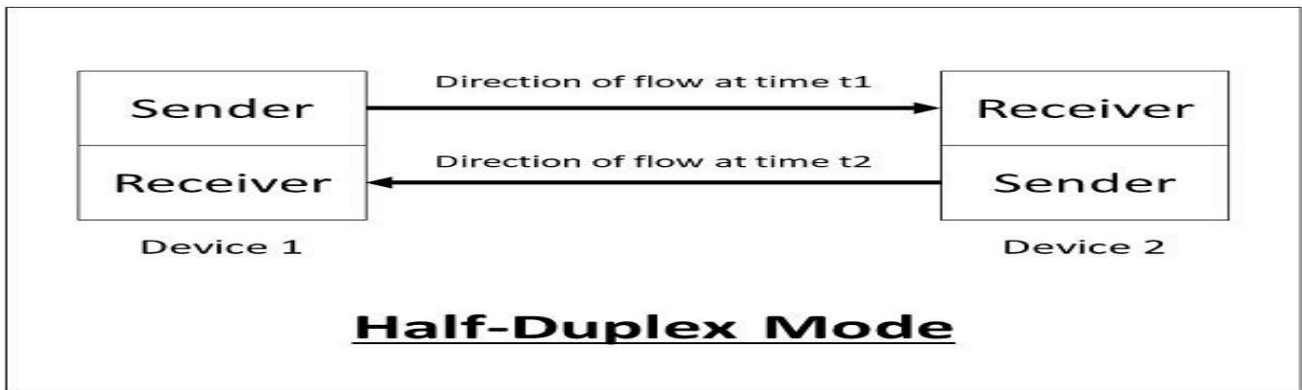 Direction of flow at time t1
Sender
Receiver
Direction of flow at time t2
Receiver
Sender
Device 1
Device 2
Half-Duplex Mode